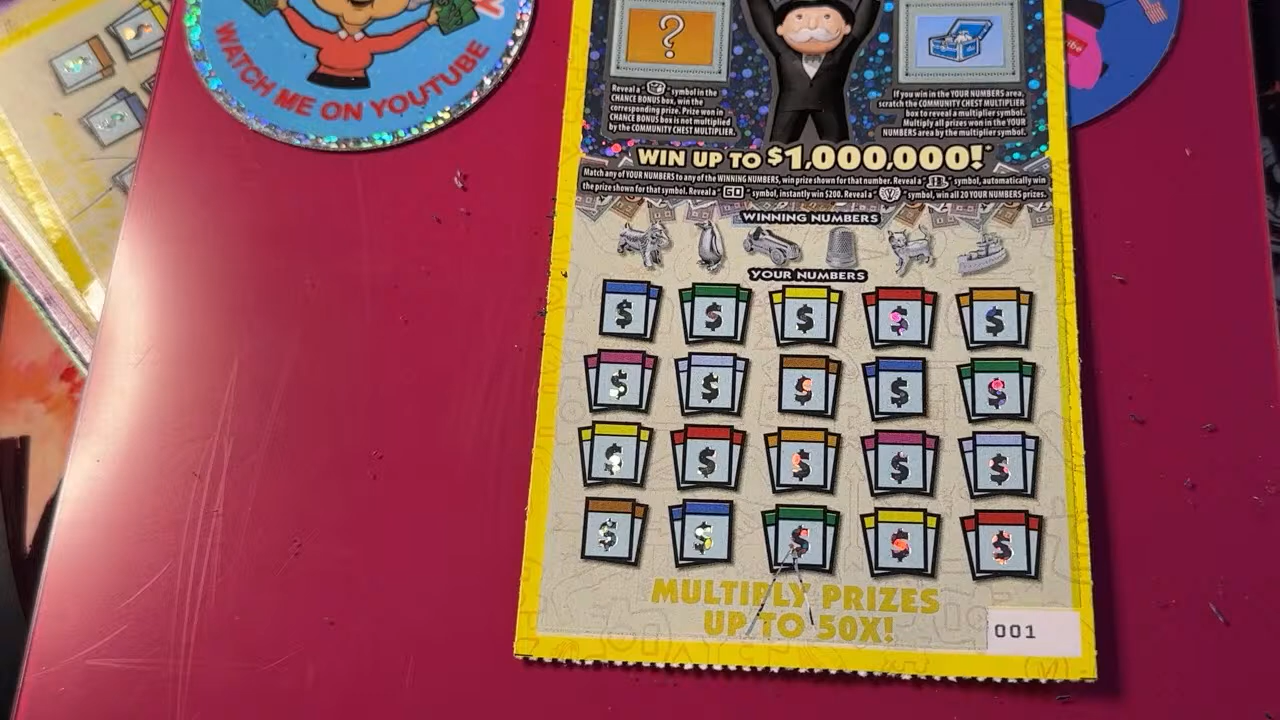 WATCH ME ON YOUTUBE
?
Reveal a " " symbol in the
CHANCE BONUS box, win the
corresponding prize. Prize won in
CHANCE BONUS box is not multiplied
by the COMMUNITY CHEST MULTIPLIER.
If you win in the YOUR NUMBERS area,
scratch the COMMUNITY CHEST MULTIPLIER
box to reveal a multiplier symbol.
Multiply all prizes won in the YOUR
NUMBERS area by the multiplier symbol.
WIN UP TO $1,000,000!*
Match any of YOUR NUMBERS to any of the WINNING NUMBERS, win prize shown for that number. Reveal a " " symbol, automatically win
the prize shown for that symbol. Reveal a " GO " symbol, instantly win $200. Reveal a " " symbol, win all 20 YOUR NUMBERS prizes.
WINNING NUMBERS
YOUR NUMBERS
$ $ $ $ $
$ $ $ $ $
$ $ $ $ $
$ $ $ $ $
MULTIPLY PRIZES
UP TO 50X!
001